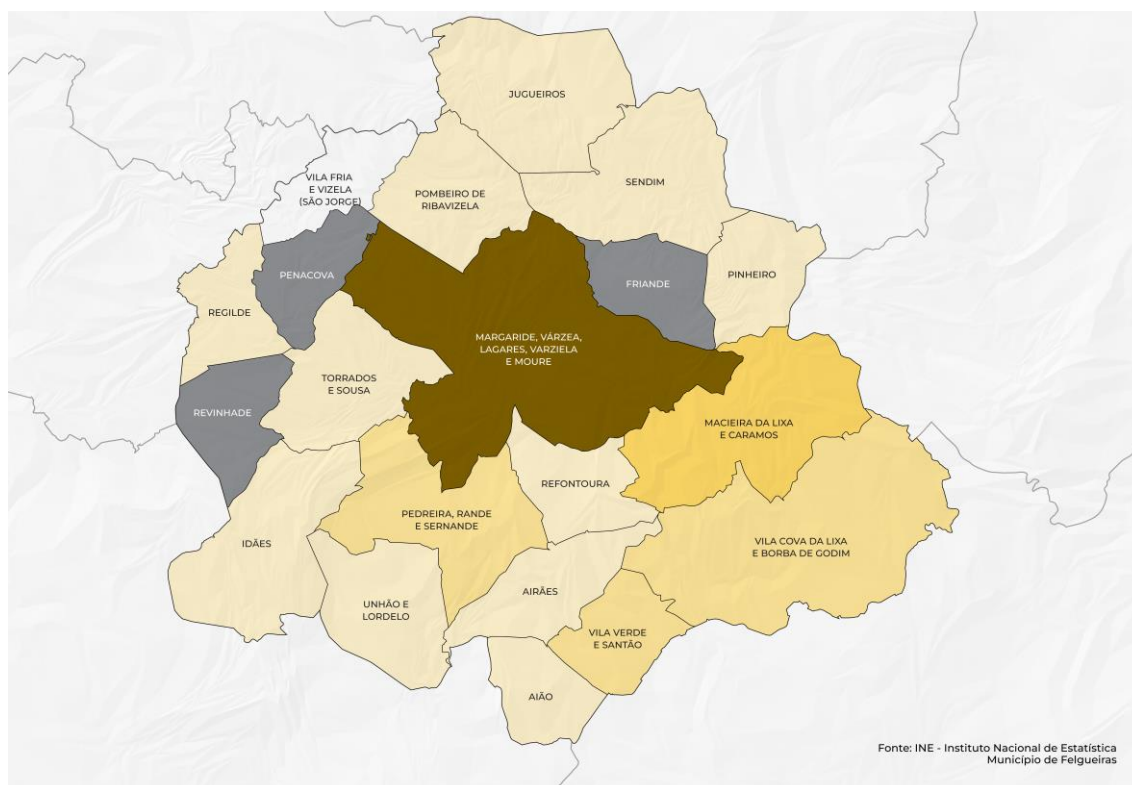 JUGUEIROS
VILA FRIA
E VIZELA
(SÃO JORGE)
POMBEIRO DE
RIBAVIZELA
SENDIM
PENACOVA
FRIANDE
PINHEIRO
REGILDE
MARGARIDE, VÁRZEA,
LAGARES, VARZIELA
E MOURE
TORRADOS
E SOUSA
REVINHADE
MACIEIRA DA LIXA
E CARAMOS
REFONTOURA
PEDREIRA, RANDE
E SERNANDE
IDÃES
VILA COVA DA LIXA
E BORBA DE GODIM
AIRÃES
UNHÃO E
LORDELO
VILA VERDE
E SANTÃO
AIÃO
Fonte: INE - Instituto Nacional de Estatística
Município de Felgueiras